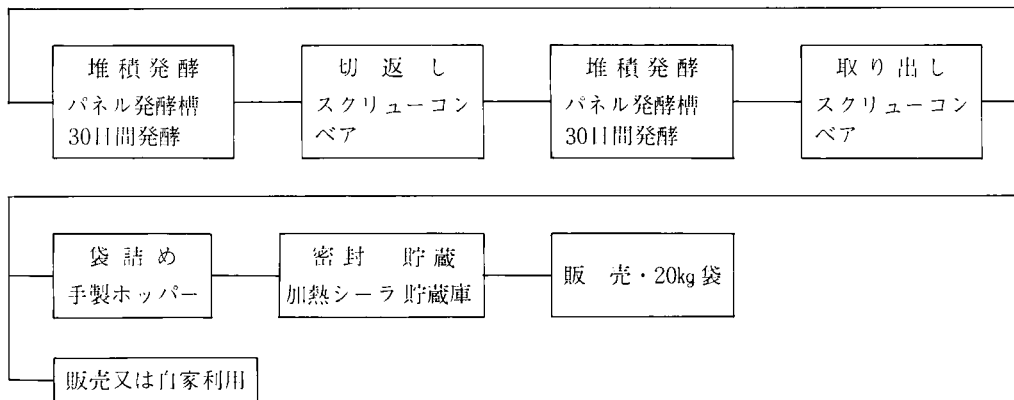 堆積発酵
パネル発酵槽
30日間発酵
切返し
スクリューコン
ベア
堆積発酵
パネル発酵槽
30日間発酵
取り出し
スクリューコン
ベア
袋詰め
手製ホッパー
密封 貯蔵
加熱シーラ 貯蔵庫
販売・20kg袋
販売又は自家利用